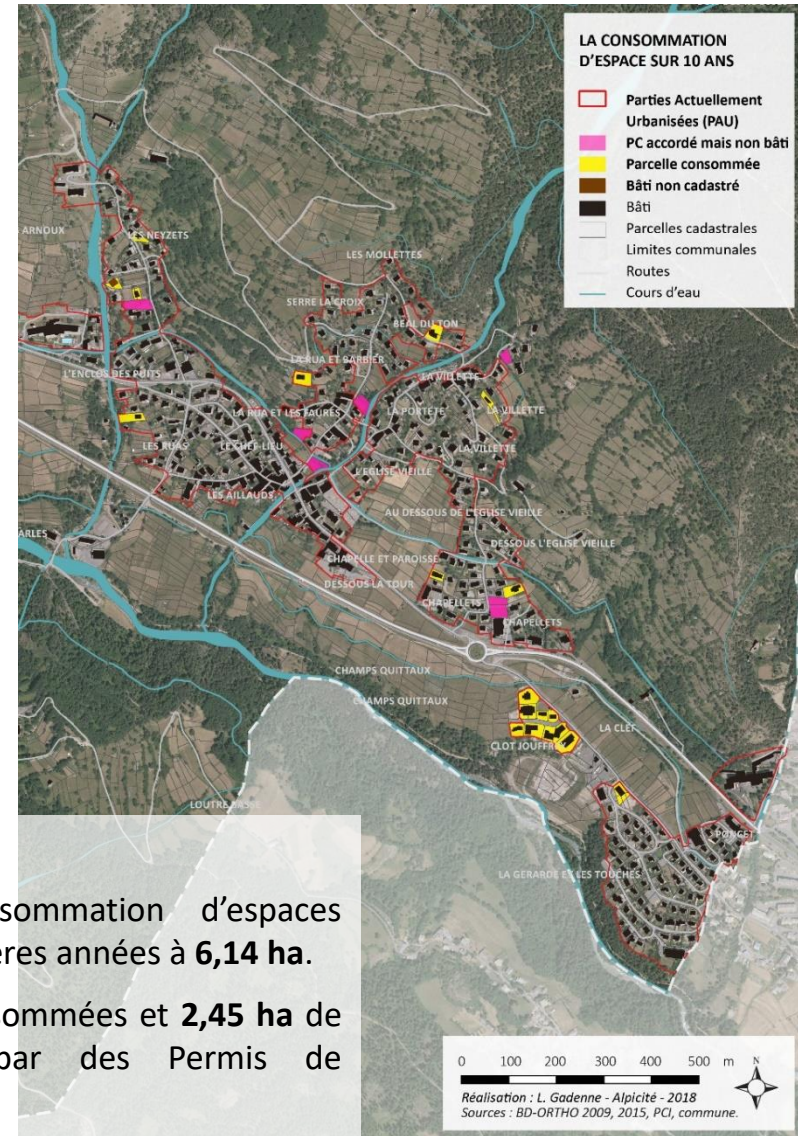 LA CONSOMMATION
D'ESPACE SUR 10 ANS
Parties Actuellement
Urbanisées (PAU)
PC accordé mais non bâti
Parcelle consommée
Bâti non cadastré
Bâti
Parcelles cadastrales
Limites communales
Routes
Cours d'eau
ARNOUX
LES NEYZETS
LES MOLLETTES
SERRE LA CROIX
BEAL DU TON
LA RUA ET BARBIER
L'ENCLOS DES PUITS
LA VILLETTE
LA RUA ET LES FAURES
LA PORTETE
LA VILLETTE
LES RUAS
LE CHEF-LIEU
LA VILLETTE
L'EGLISE VIEILLE
LES AILLAUDS
AU DESSOUS DE L'EGLISE VIEILLE
ARLES
DESSOUS L'EGLISE VIEILLE
CHAPELLE ET PAROISSE
DESSOUS LA TOUR
CHAPELLETS
CHAPELLETS
CHAMPS QUITTAUX
CHAMPS QUITTAUX
LA CLEF
CLOT JOUFFREY
PONCET
LA GERARDE ET LES TOUCHES
sommation d'espaces
ères années à 6,14 ha.
sommées et 2,45 ha de
par des Permis de
0 100 200 300 400 500 m N
Réalisation : L. Gadenne - Alpicité - 2018
Sources : BD-ORTHO 2009, 2015, PCI, commune.